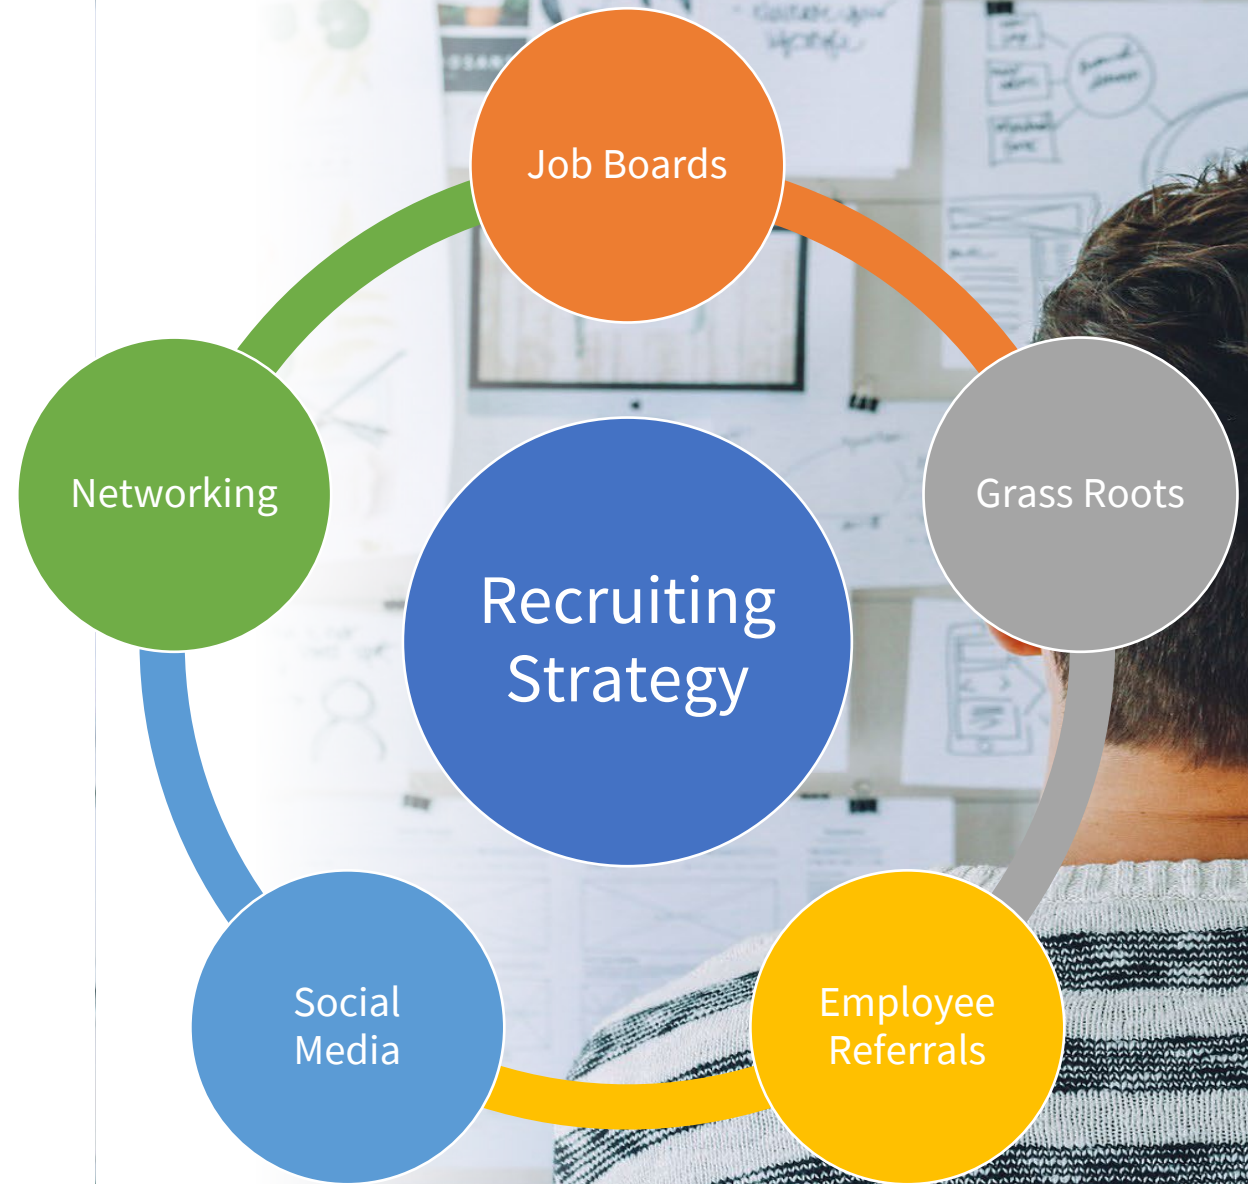 Job Boards
Networking
Grass Roots
Recruiting
Strategy
Social
Media
Employee
Referrals